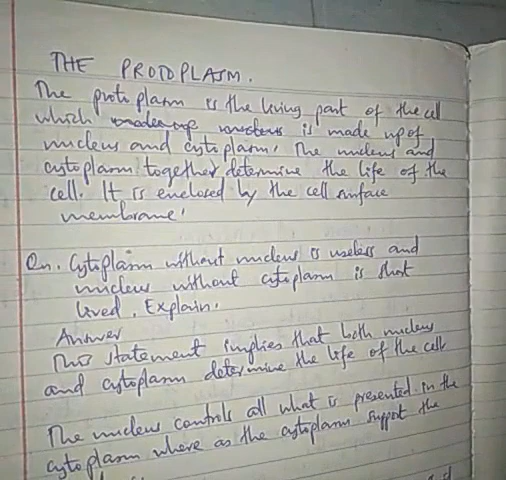 THE PROTOPLASM.
The protoplasm is the living part of the cell
which is made up of
nucleus and cytoplasm. The nucleus and
cytoplasm together determine the life of the
cell. It is enclosed by the cell surface
membrane.
Qn. Cytoplasm without nucleus is useless and
nucleus without cytoplasm is short
lived. Explain.
Answer
This statement implies that both nucleus
and cytoplasm determine the life of the cell
The nucleus controls all what is presented in the
cytoplasm where as the cytoplasm support the